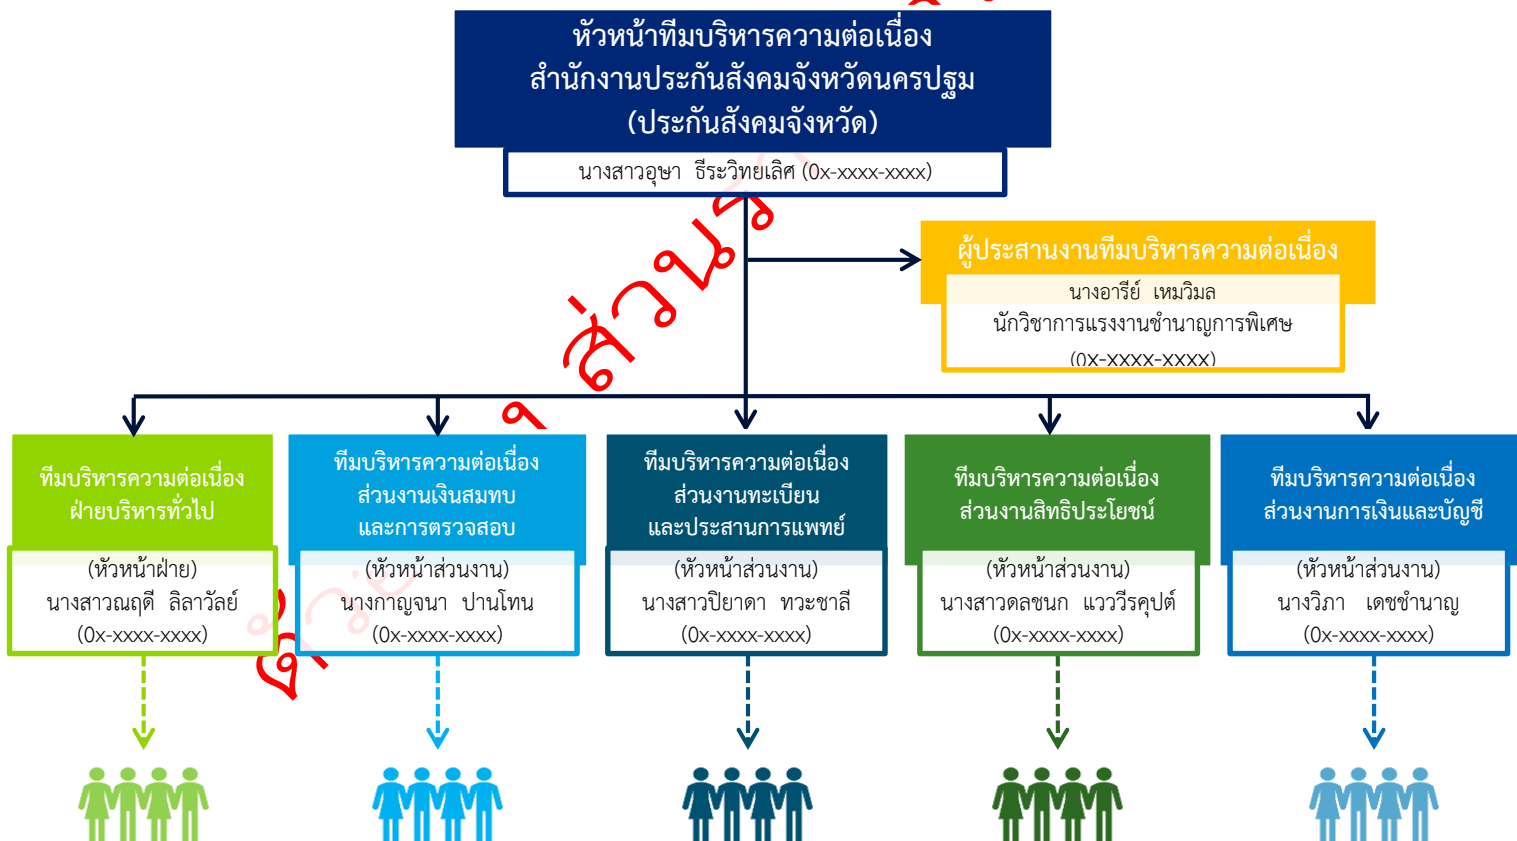 หัวหน้าทีมบริหารความต่อเนื่อง
สำนักงานประกันสังคมจังหวัดนครปฐม
(ประกันสังคมจังหวัด)
นางสาวอุษา ธีระวิทยเลิศ (0x-xxxx-xxxx)
ผู้ประสานงานทีมบริหารความต่อเนื่อง
นางอารีย์ เหมวิมล
นักวิชาการแรงงานชำนาญการพิเศษ
(0x-xxxx-xxxx)
ทีมบริหารความต่อเนื่อง
ฝ่ายบริหารทั่วไป
(หัวหน้าฝ่าย)
นางสาวณฤดี ลิลาวัลย์
(0x-xxxx-xxxx)
ทีมบริหารความต่อเนื่อง
ส่วนงานเงินสมทบ
และการตรวจสอบ
(หัวหน้าส่วนงาน)
นางกาญจนา ปานโทน
(0x-xxxx-xxxx)
ทีมบริหารความต่อเนื่อง
ส่วนงานทะเบียน
และประสานการแพทย์
(หัวหน้าส่วนงาน)
นางสาวปิยาดา ทวะชาลี
(0x-xxxx-xxxx)
ทีมบริหารความต่อเนื่อง
ส่วนงานสิทธิประโยชน์
(หัวหน้าส่วนงาน)
นางสาวดลชนก แวววีรคุปต์
(0x-xxxx-xxxx)
ทีมบริหารความต่อเนื่อง
ส่วนงานการเงินและบัญชี
(หัวหน้าส่วนงาน)
นางวิภา เดชชำนาญ
(0x-xxxx-xxxx)